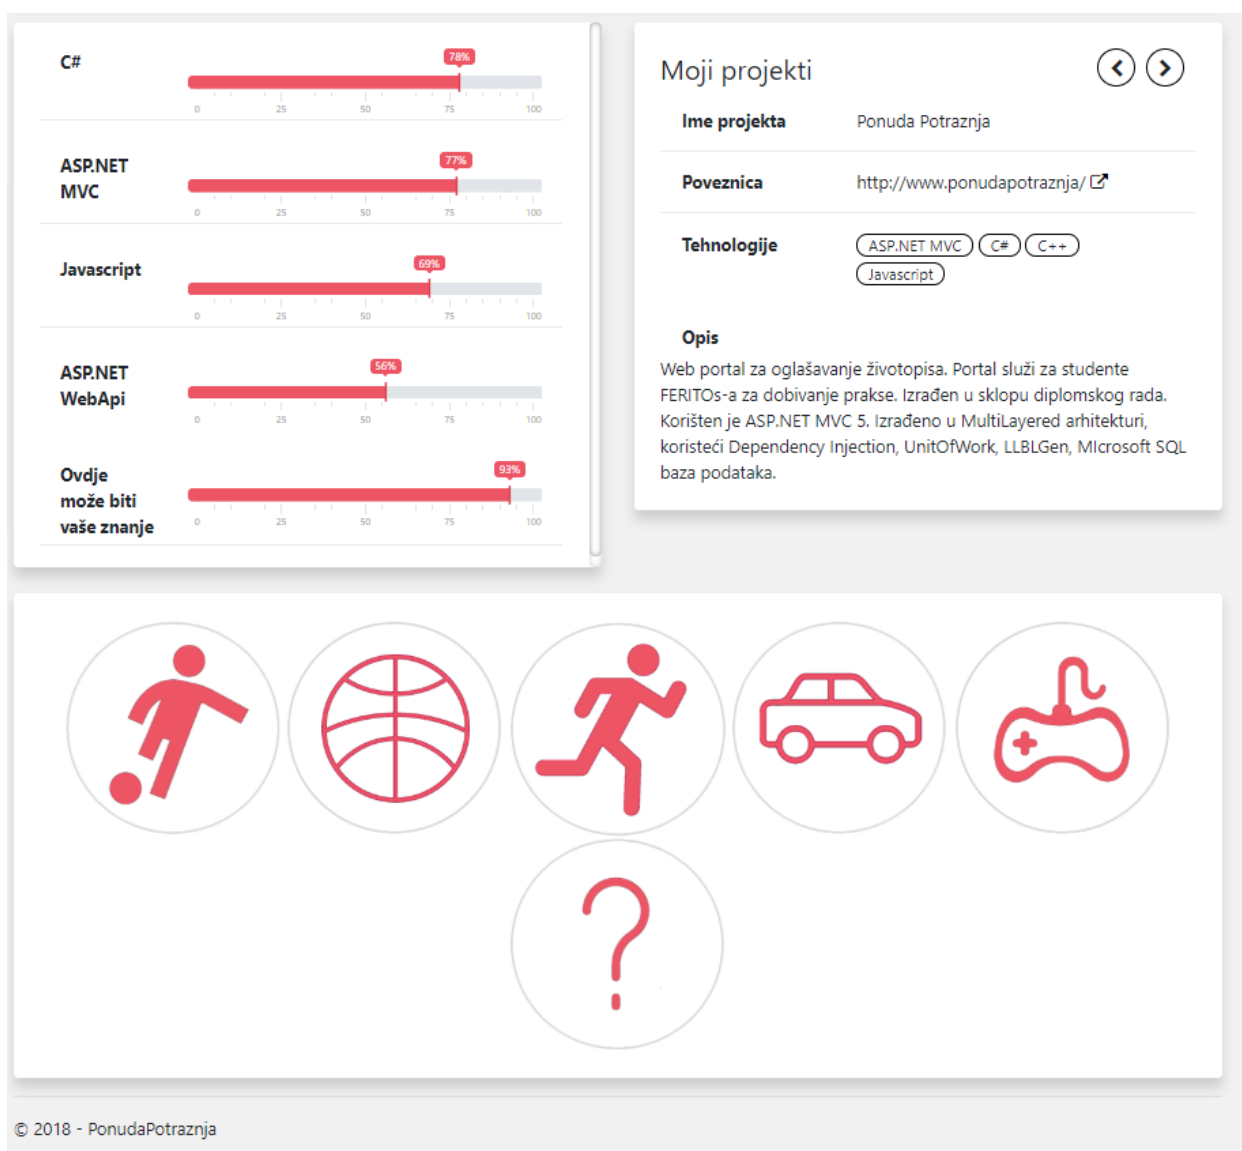 C#
78%
0 25 50 75 100
ASP.NET
MVC
77%
0 25 50 75 100
Javascript
69%
0 25 50 75 100
ASP.NET
WebApi
56%
0 25 50 75 100
Ovdje
može biti
vaše znanje
93%
0 25 50 75 100
Moji projekti
Ime projekta Ponuda Potraznja
Poveznica http://www.ponudapotraznja/
Tehnologije ASP.NET MVC C# C++
Javascript
Opis
Web portal za oglašavanje životopisa. Portal služi za studente
FERITOs-a za dobivanje prakse. Izrađen u sklopu diplomskog rada.
Korišten je ASP.NET MVC 5. Izrađeno u MultiLayered arhitekturi,
koristeći Dependency Injection, UnitOfWork, LLBLGen, MIcrosoft SQL
baza podataka.
© 2018 - PonudaPotraznja